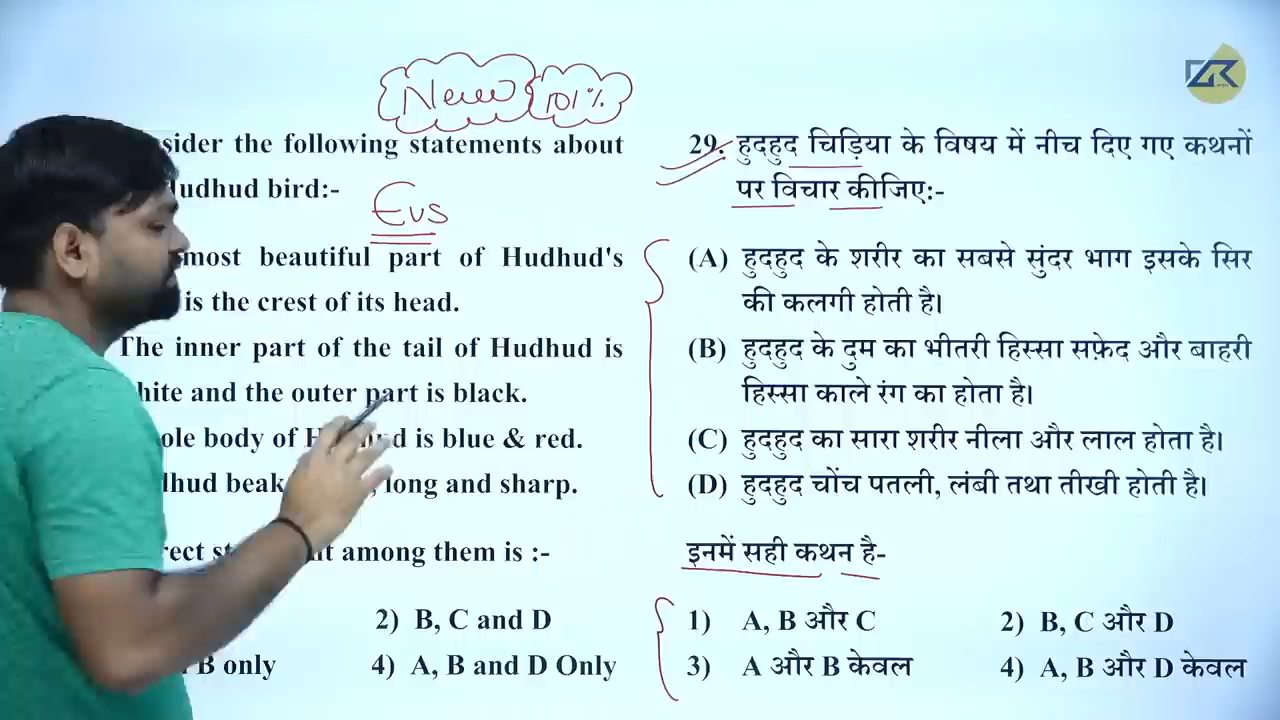 New 101%
sider the following statements about
Hudhud bird:-
Evs
most beautiful part of Hudhud's
is the crest of its head.
The inner part of the tail of Hudhud is
hite and the outer part is black.
ole body of H d is blue & red.
dhud beak long and sharp.
rect st t among them is :-
2) B, C and D
B only
4) A, B and D Only
29. हुदहुद चिड़िया के विषय में नीच दिए गए कथनों
पर विचार कीजिए:-
(A) हुदहुद के शरीर का सबसे सुंदर भाग इसके सिर
की कलगी होती है।
(B) हुदहुद के दुम का भीतरी हिस्सा सफ़ेद और बाहरी
हिस्सा काले रंग का होता है।
(C) हुदहुद का सारा शरीर नीला और लाल होता है।
(D) हुदहुद चोंच पतली, लंबी तथा तीखी होती है।
इनमें सही कथन है-
1) A, B और C
2) B, C और D
3) A और B केवल
4) A, B और D केवल